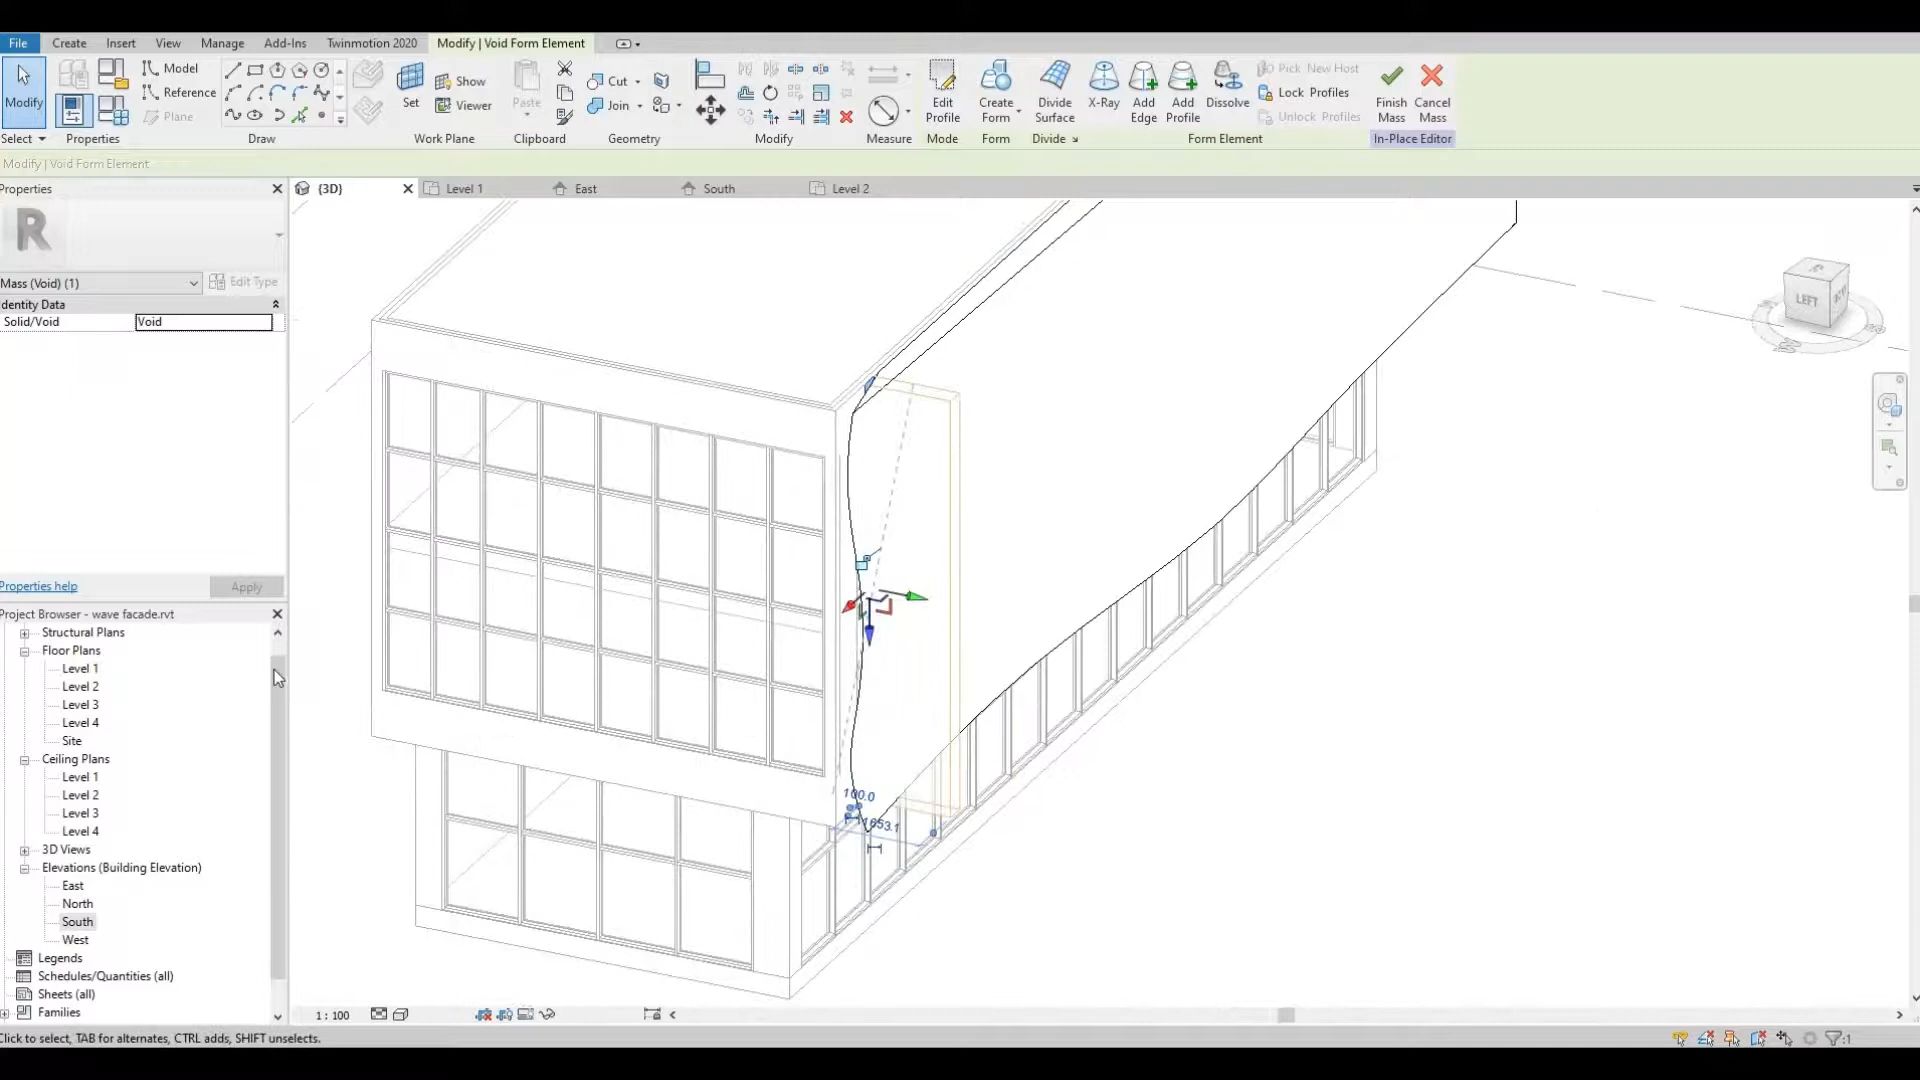 File Create Insert View Manage Add-Ins Twinmotion 2020 Modify | Void Form Element
Modify
Select
Properties
Model
Reference
Plane
Draw
Set
Show
Viewer
Work Plane
Paste
Clipboard
Cut
Join
Geometry
Modify
Measure
Edit
Profile
Mode
Create
Form
Form
Divide
Surface
Divide
X-Ray
Add
Edge
Add
Profile
Dissolve
Pick New Host
Lock Profiles
Unlock Profiles
Form Element
Finish
Mass
Cancel
Mass
In-Place Editor
Modify | Void Form Element
Properties
{3D}
Level 1
East
South
Level 2
R
Mass (Void) (1)
Edit Type
dentity Data
Solid/Void Void
Properties help
Apply
Project Browser - wave facade.rvt
Structural Plans
Floor Plans
Level 1
Level 2
Level 3
Level 4
Site
Ceiling Plans
Level 1
Level 2
Level 3
Level 4
3D Views
Elevations (Building Elevation)
East
North
South
West
Legends
Schedules/Quantities (all)
Sheets (all)
Families
LEFT
100.0
1653.1
1 : 100
Click to select, TAB for alternates, CTRL adds, SHIFT unselects.
:1